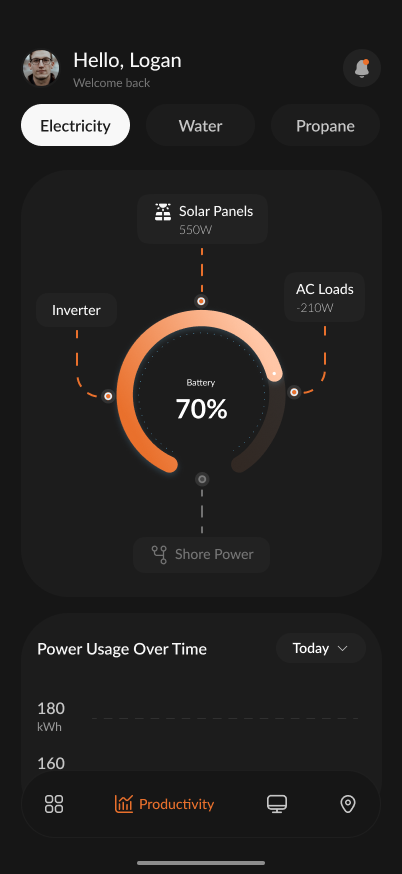 Hello, Logan
Welcome back
Electricity
Water
Propane
Solar Panels
550W
AC Loads
-210W
Inverter
Battery
70%
Shore Power
Power Usage Over Time
Today
180
kWh
160
Productivity